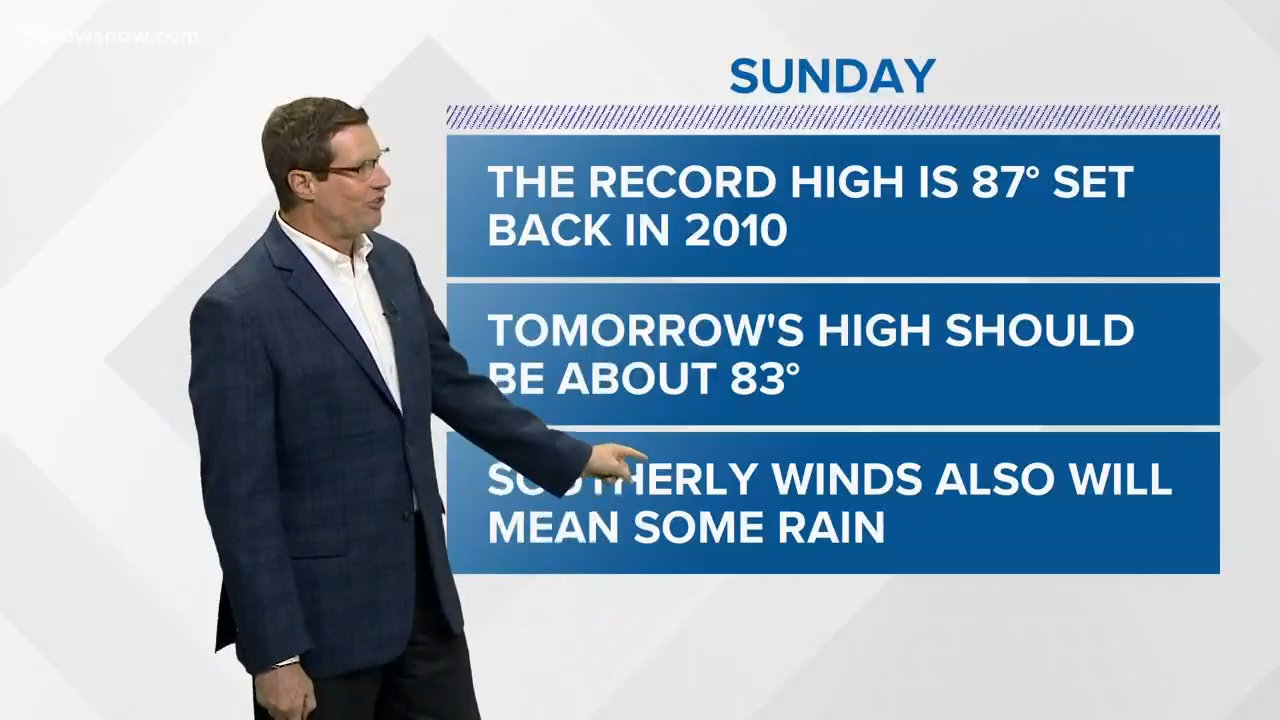 SUNDAY
THE RECORD HIGH IS 87° SET
BACK IN 2010
TOMORROW'S HIGH SHOULD
BE ABOUT 83°
SOUTHERLY WINDS ALSO WILL
MEAN SOME RAIN